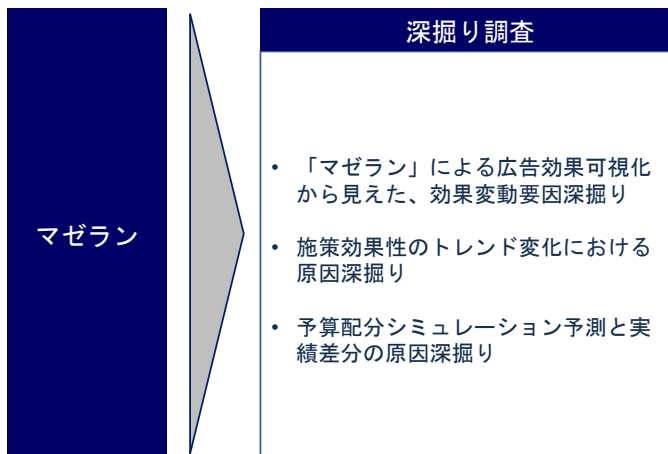 深掘り調査
マゼラン
• 「マゼラン」による広告効果可視化
から見えた、効果変動要因深掘り
• 施策効果性のトレンド変化における
原因深掘り
• 予算配分シミュレーション予測と実
績差分の原因深掘り